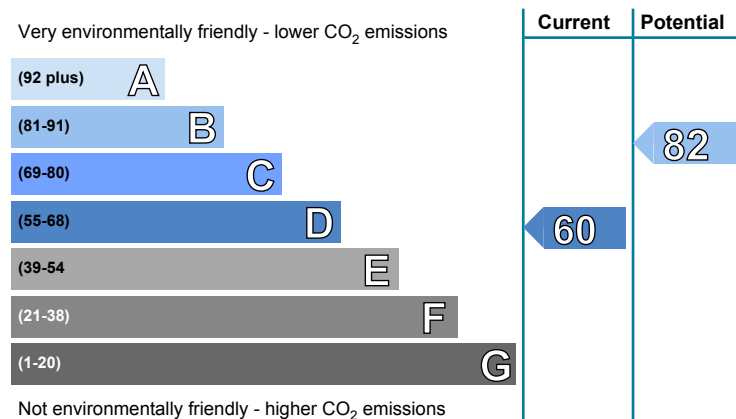 Very environmentally friendly - lower CO2 emissions
Current
Potential
(92 plus) A
(81-91) B
(69-80) C
(55-68) D
(39-54 E
(21-38) F
(1-20) G
82
60
Not environmentally friendly - higher CO2 emissions